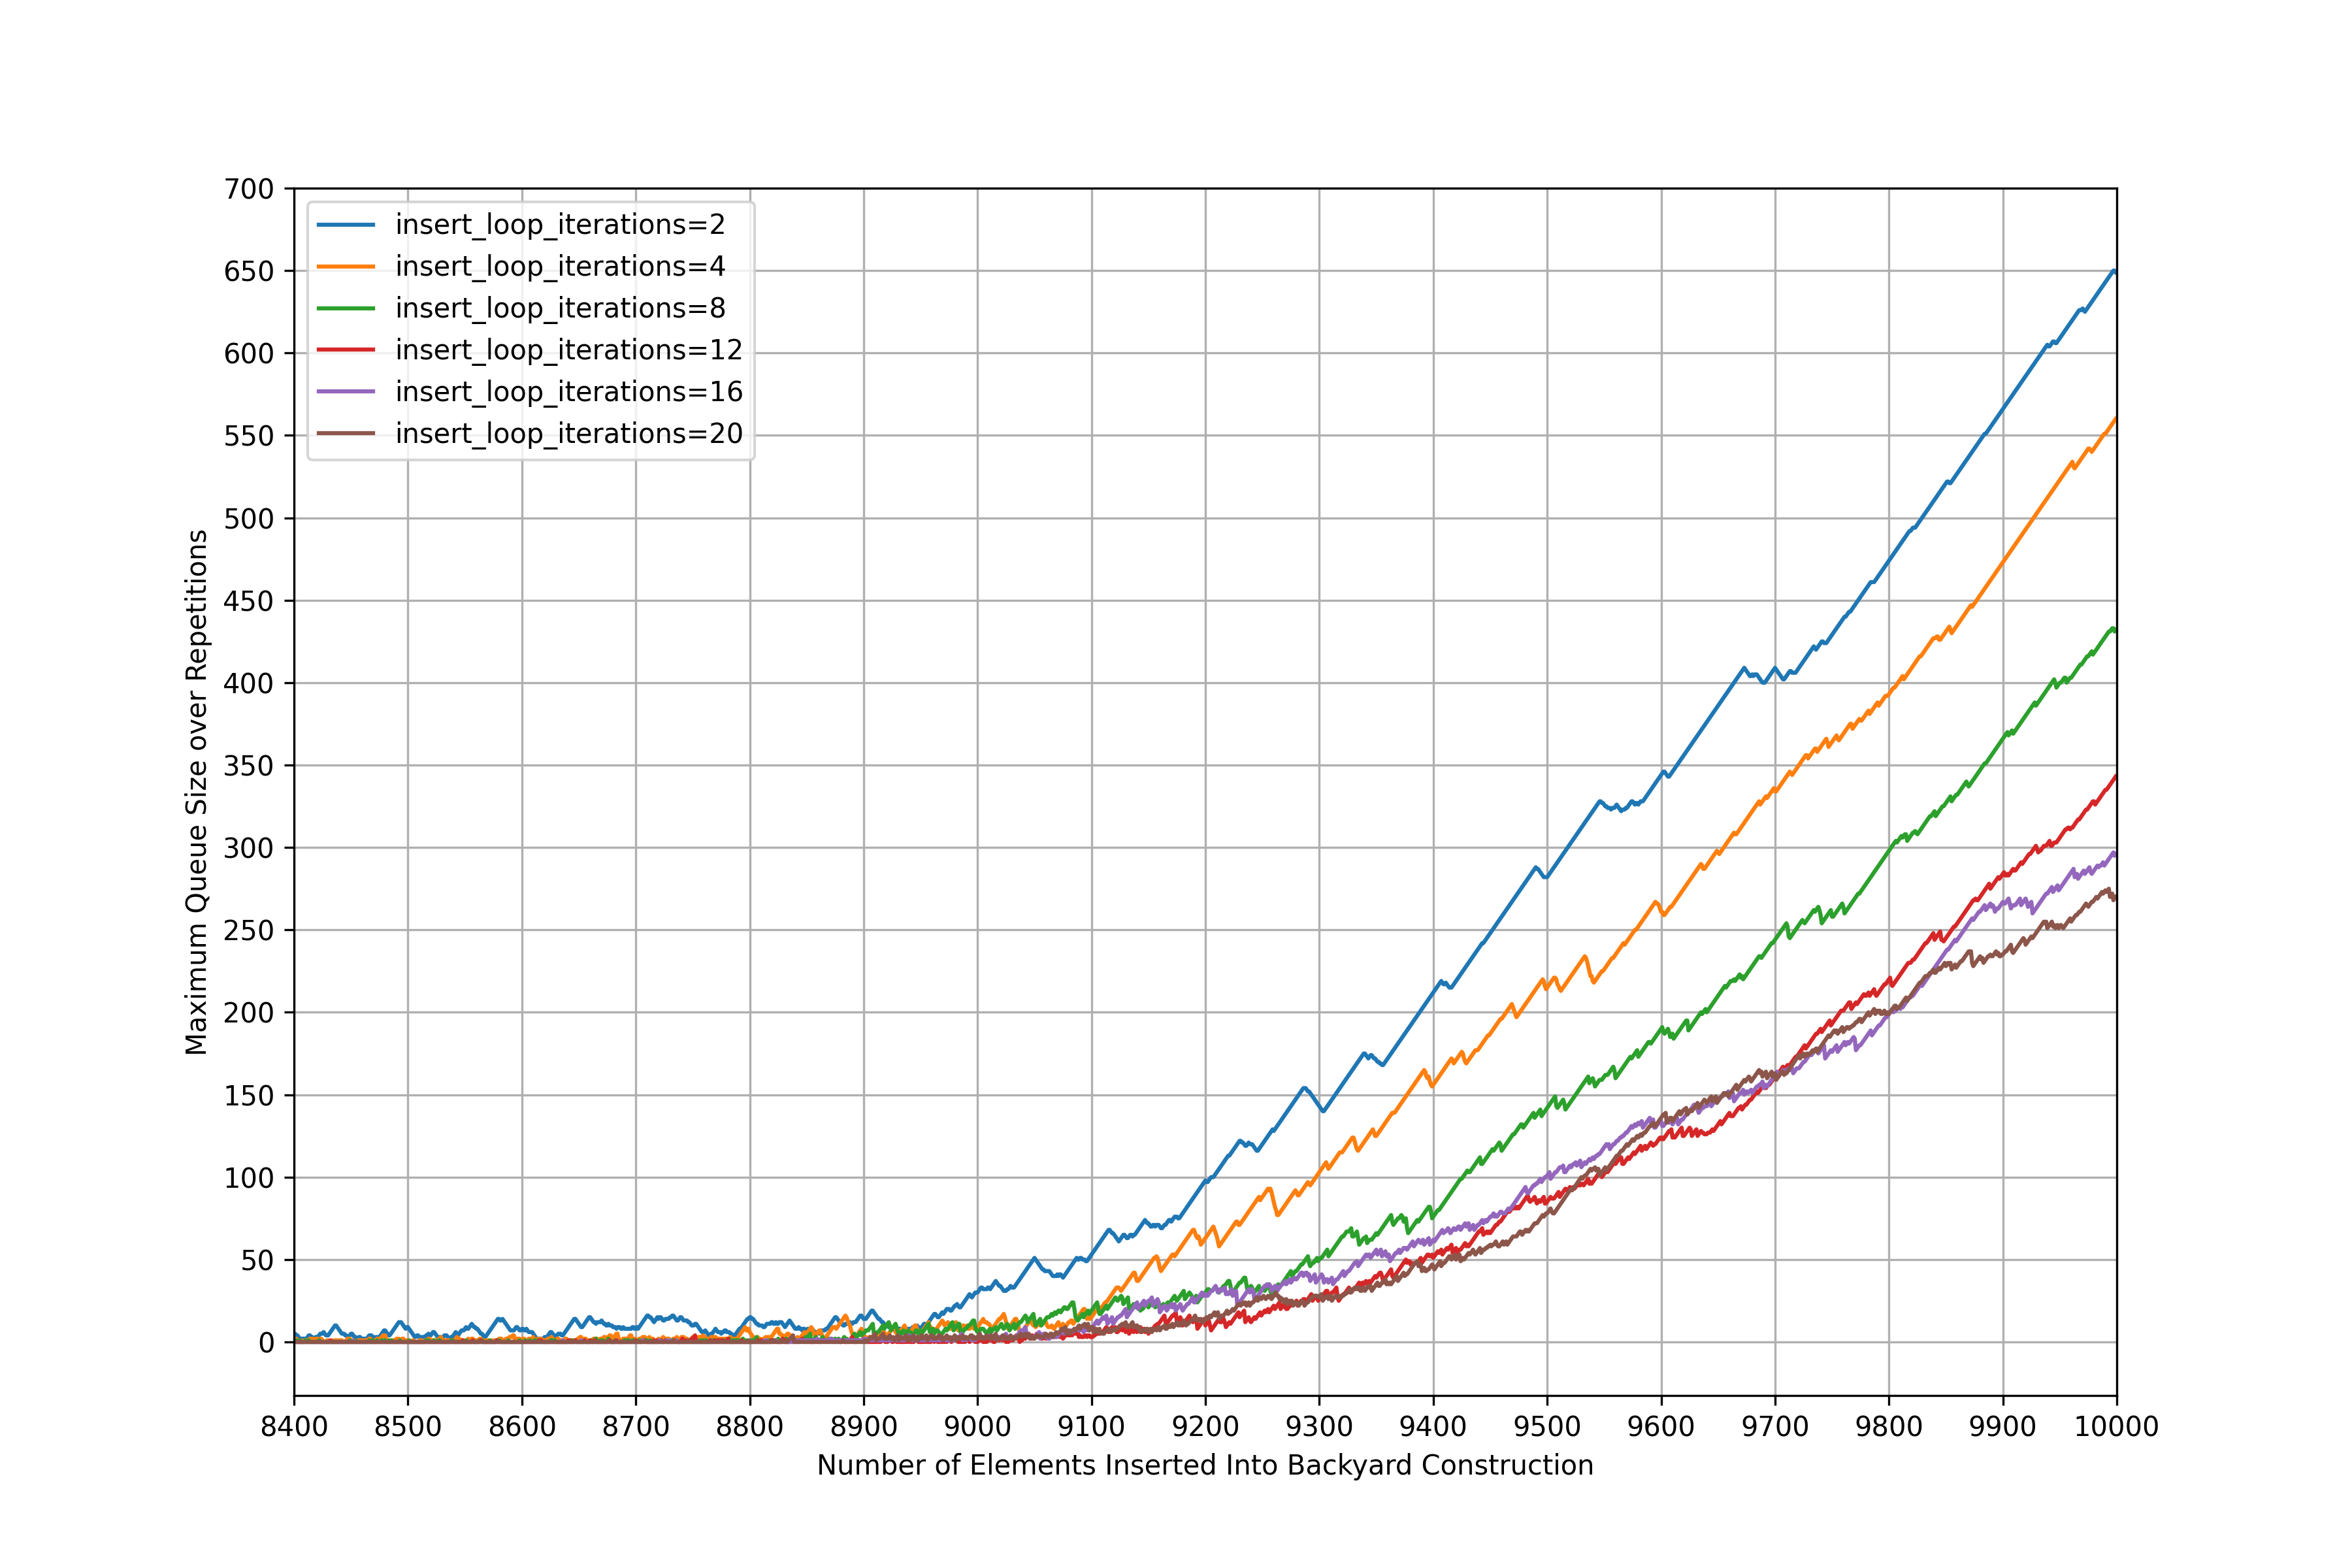 700
650
600
550
500
450
400
350
300
250
200
150
100
50
0
Maximum Queue Size over Repetitions
insert_loop_iterations=2
insert_loop_iterations=4
insert_loop_iterations=8
insert_loop_iterations=12
insert_loop_iterations=16
insert_loop_iterations=20
8400 8500 8600 8700 8800 8900 9000 9100 9200 9300 9400 9500 9600 9700 9800 9900 10000
Number of Elements Inserted Into Backyard Construction